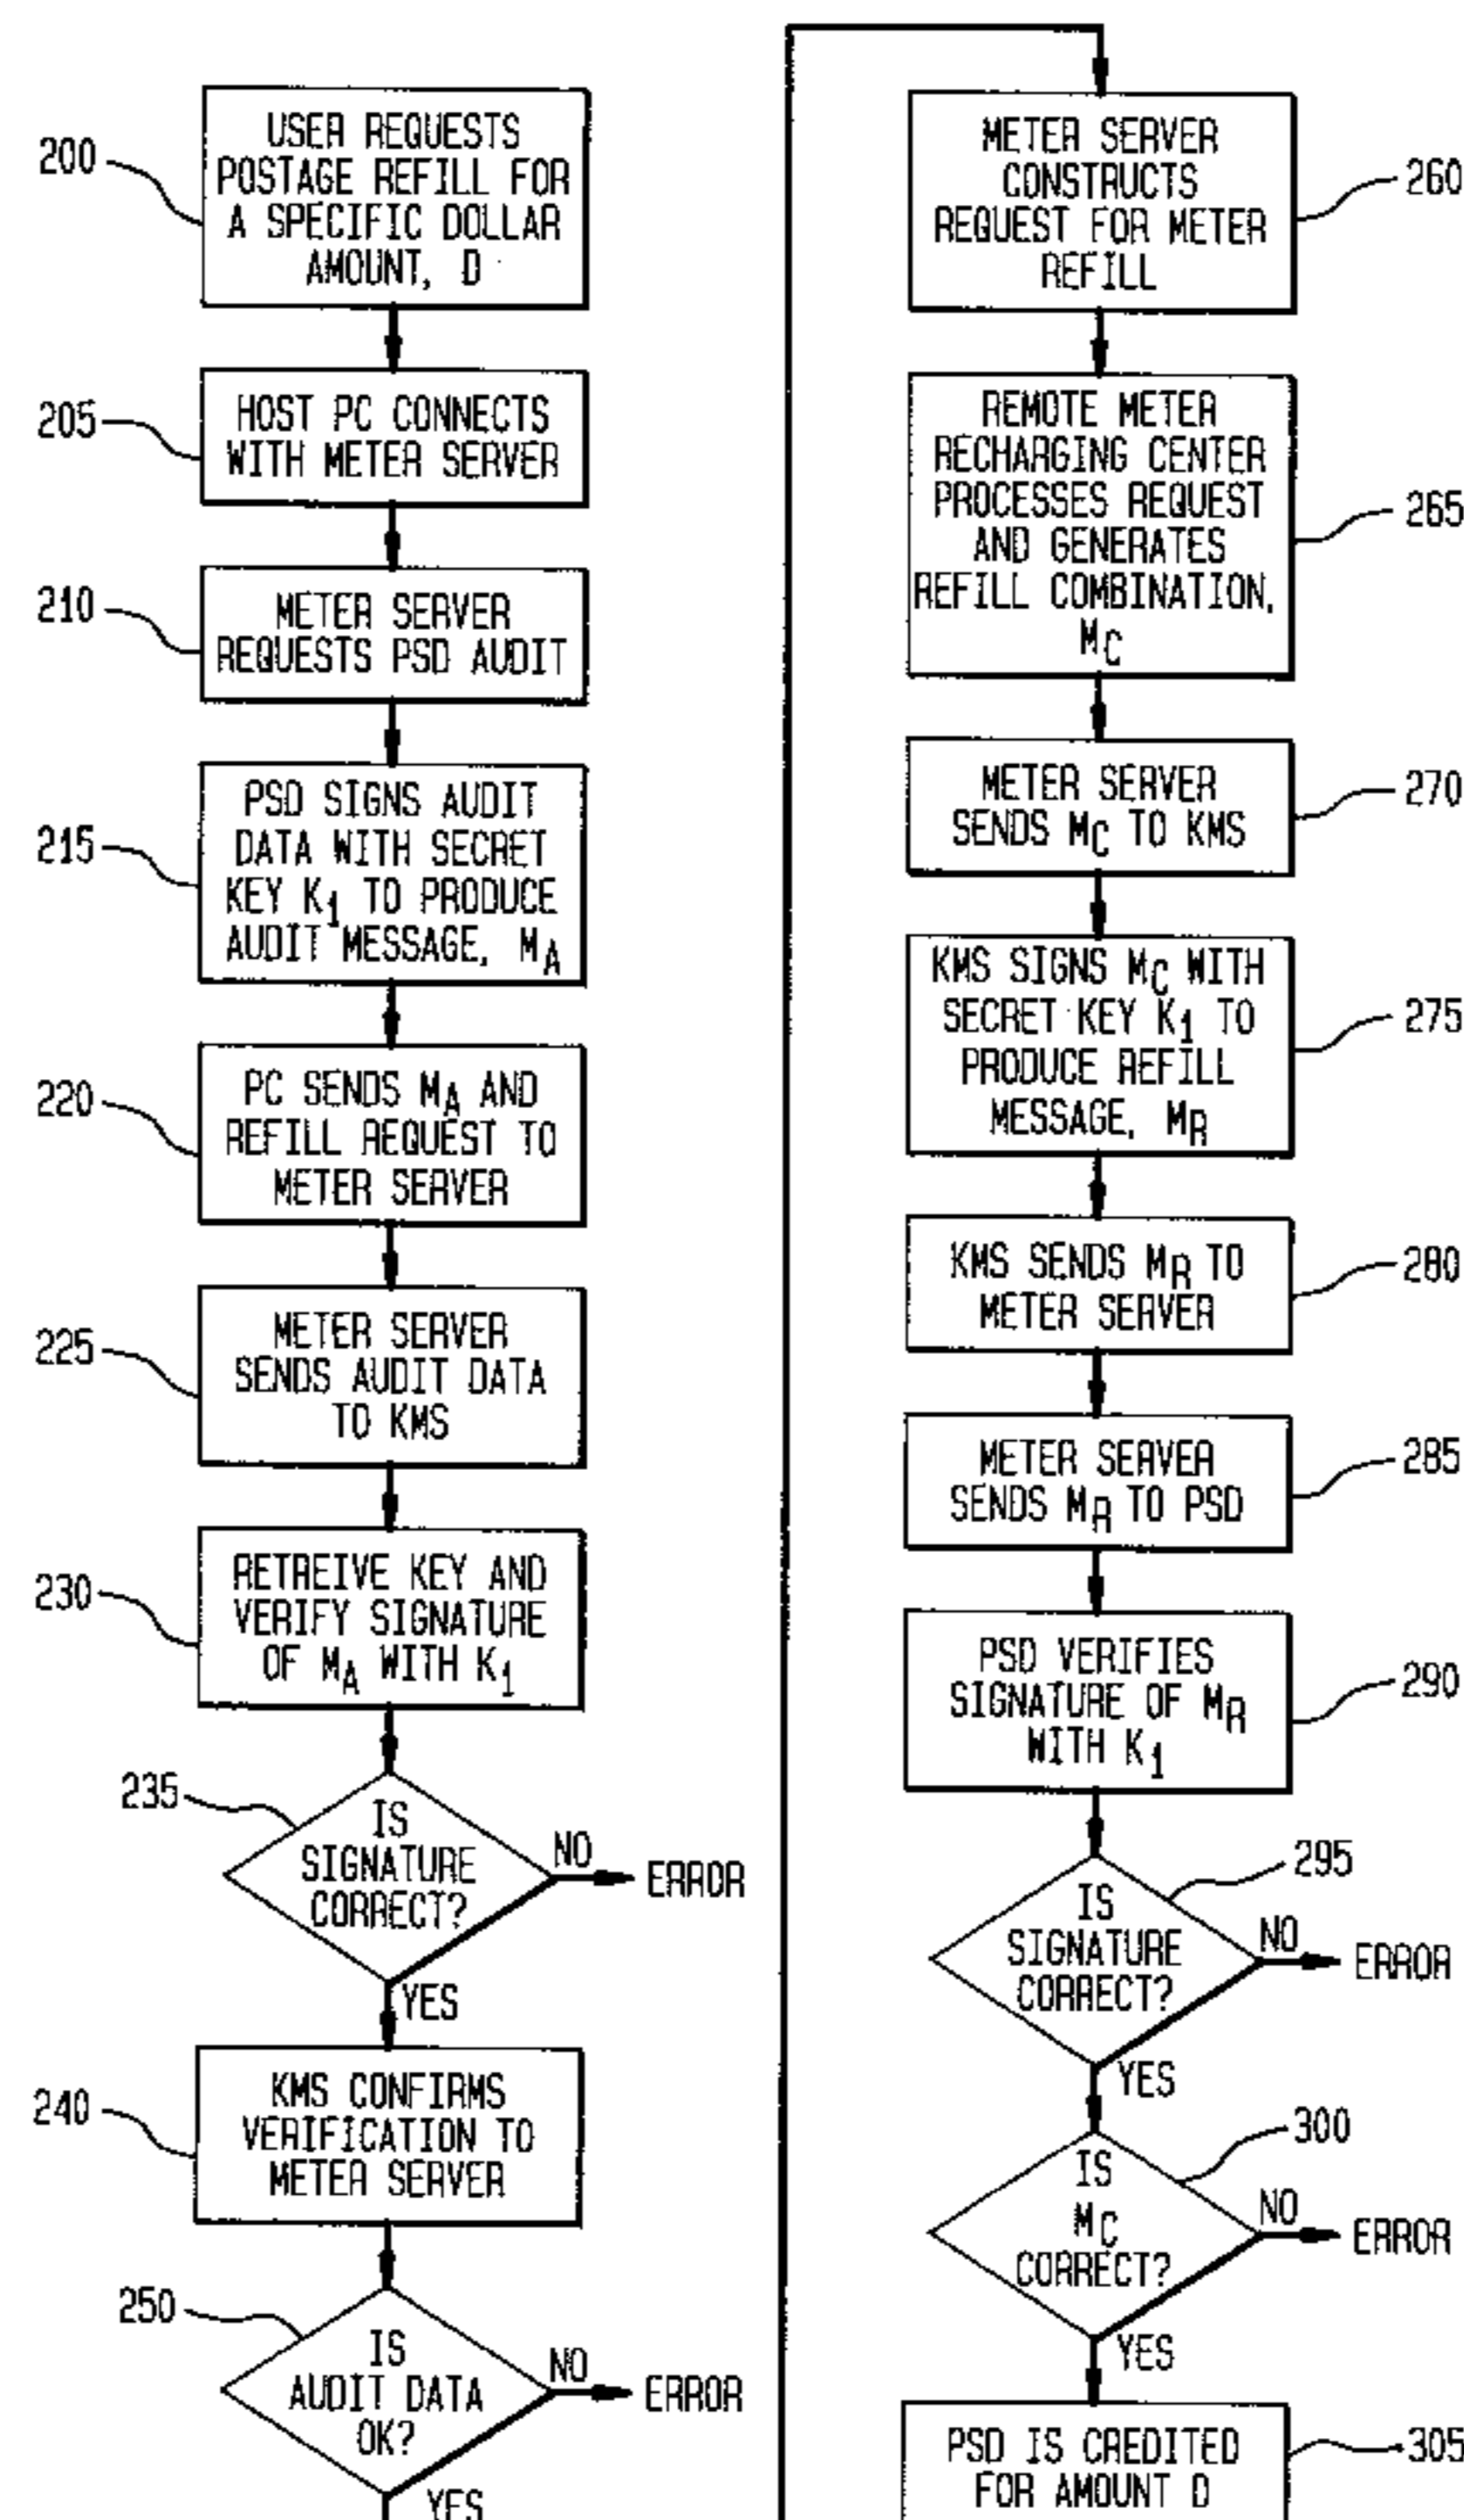 200
USER REQUESTS
POSTAGE REFILL FOR
A SPECIFIC DOLLAR
AMOUNT, D
205
HOST PC CONNECTS
WITH METER SERVER
210
METER SERVER
REQUESTS PSD AUDIT
215
PSD SIGNS AUDIT
DATA WITH SECRET
KEY K1 TO PRODUCE
AUDIT MESSAGE, MA
220
PC SENDS MA AND
REFILL REQUEST TO
METER SERVER
225
METER SERVER
SENDS AUDIT DATA
TO KMS
230
RETREIVE KEY AND
VERIFY SIGNATURE
OF MA WITH K1
235
IS
SIGNATURE
CORRECT?
NO
ERROR
YES
240
KMS CONFIRMS
VERIFICATION TO
METER SERVER
250
IS
AUDIT DATA
OK?
NO
ERROR
YES
METER SERVER
CONSTRUCTS
REQUEST FOR METER
REFILL
260
REMOTE METER
RECHARGING CENTER
PROCESSES REQUEST
AND GENERATES
REFILL COMBINATION,
MC
265
METER SERVER
SENDS MC TO KMS
270
KMS SIGNS MC WITH
SECRET KEY K1 TO
PRODUCE REFILL
MESSAGE, MR
275
KMS SENDS MR TO
METER SERVER
280
METER SERVER
SENDS MR TO PSD
285
PSD VERIFIES
SIGNATURE OF MR
WITH K1
290
295
IS
SIGNATURE
CORRECT?
NO
ERROR
YES
300
IS
MC
CORRECT?
NO
ERROR
YES
PSD IS CREDITED
FOR AMOUNT D
305